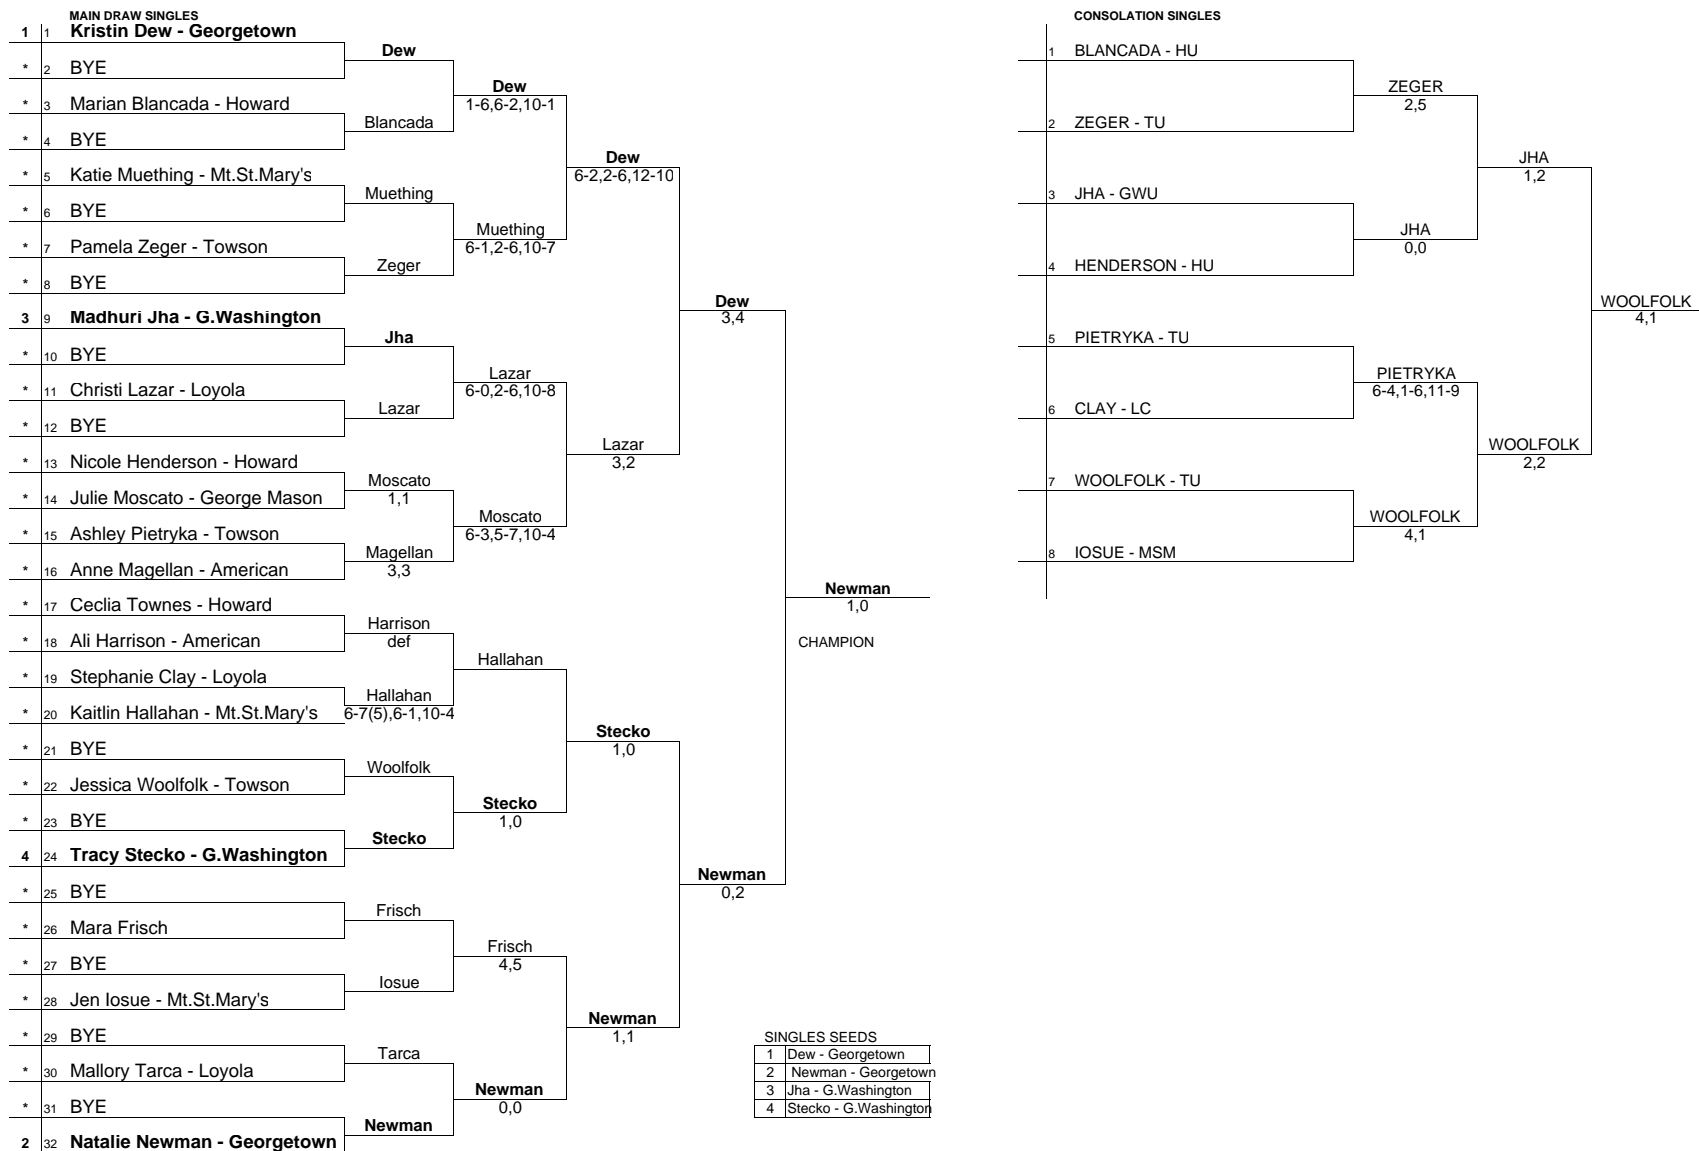 MAIN DRAW SINGLES
1 1 Kristin Dew - Georgetown
* 2 BYE
* 3 Marian Blancada - Howard
* 4 BYE
* 5 Katie Muething - Mt.St.Mary's
* 6 BYE
* 7 Pamela Zeger - Towson
* 8 BYE
3 9 Madhuri Jha - G.Washington
* 10 BYE
* 11 Christi Lazar - Loyola
* 12 BYE
* 13 Nicole Henderson - Howard
* 14 Julie Moscato - George Mason
* 15 Ashley Pietryka - Towson
* 16 Anne Magellan - American
* 17 Ceclia Townes - Howard
* 18 Ali Harrison - American
* 19 Stephanie Clay - Loyola
* 20 Kaitlin Hallahan - Mt.St.Mary's
* 21 BYE
* 22 Jessica Woolfolk - Towson
* 23 BYE
4 24 Tracy Stecko - G.Washington
* 25 BYE
* 26 Mara Frisch
* 27 BYE
* 28 Jen Iosue - Mt.St.Mary's
* 29 BYE
* 30 Mallory Tarca - Loyola
* 31 BYE
2 32 Natalie Newman - Georgetown
Dew
Blancada
Muething
Zeger
Jha
Lazar
Moscato
1,1
Magellan
3,3
Harrison
def
Hallahan
6-7(5),6-1,10-4
Woolfolk
Stecko
Frisch
Iosue
Tarca
Newman
Dew
1-6,6-2,10-1
Muething
6-1,2-6,10-7
Lazar
6-0,2-6,10-8
Moscato
6-3,5-7,10-4
Hallahan
Stecko
1,0
Frisch
4,5
Newman
0,0
Dew
6-2,2-6,12-10
Lazar
3,2
Stecko
1,0
Newman
1,1
Dew
3,4
Newman
0,2
Newman
1,0
CHAMPION
SINGLES SEEDS
1 Dew - Georgetown
2 Newman - Georgetown
3 Jha - G.Washington
4 Stecko - G.Washington
CONSOLATION SINGLES
1 BLANCADA - HU
2 ZEGER - TU
3 JHA - GWU
4 HENDERSON - HU
5 PIETRYKA - TU
6 CLAY - LC
7 WOOLFOLK - TU
8 IOSUE - MSM
ZEGER
2,5
JHA
0,0
PIETRYKA
6-4,1-6,11-9
WOOLFOLK
4,1
JHA
1,2
WOOLFOLK
2,2
WOOLFOLK
4,1